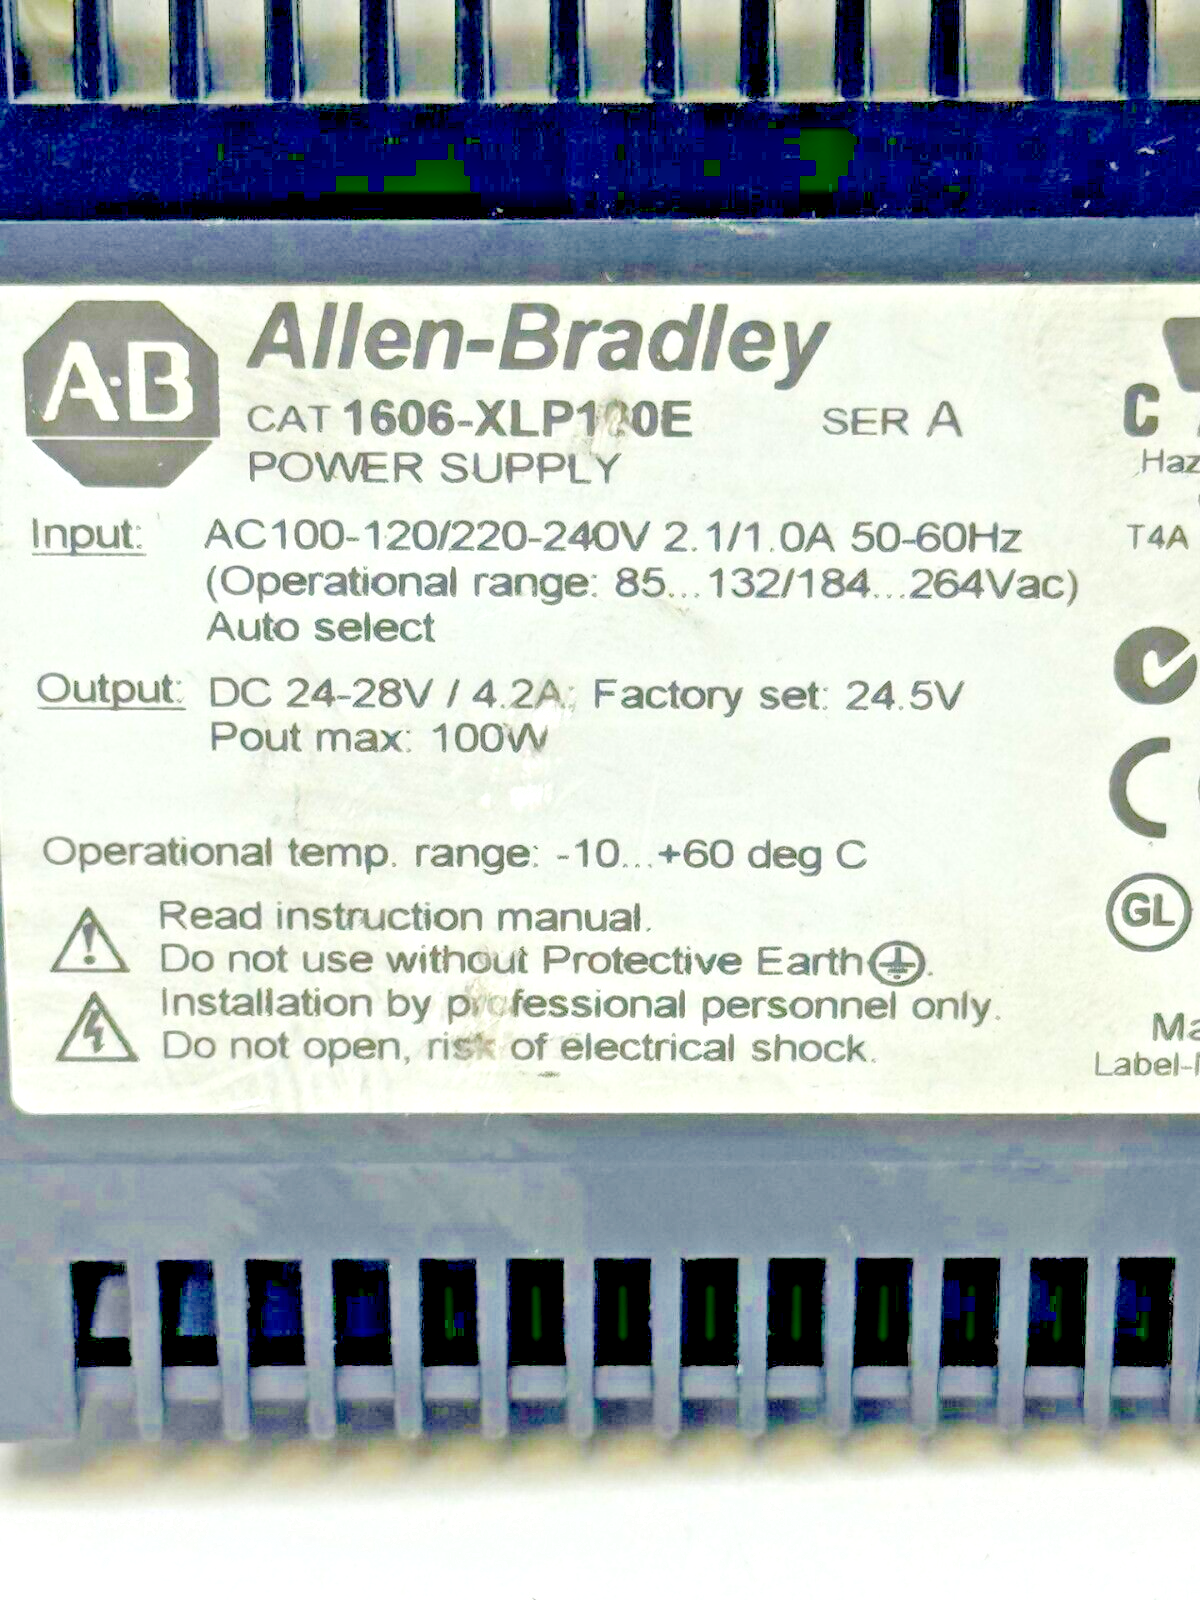 A·B
Allen-Bradley
CAT SER A
POWER SUPPLY
Input: AC100-120/220-240V 2.1/1.0A 50-60Hz
(Operational range: 85...132/184...264Vac)
Auto select
Output: DC 24-28V / 4.2A; Factory set: 24.5V
Pout max: 100W
Operational temp. range: -10...+60 deg C
Read instruction manual.
Do not use without Protective Earth.
Installation by professional personnel only.
Do not open, risk of electrical shock.
C
Haz
T4A
C
GL
Ma
Label-